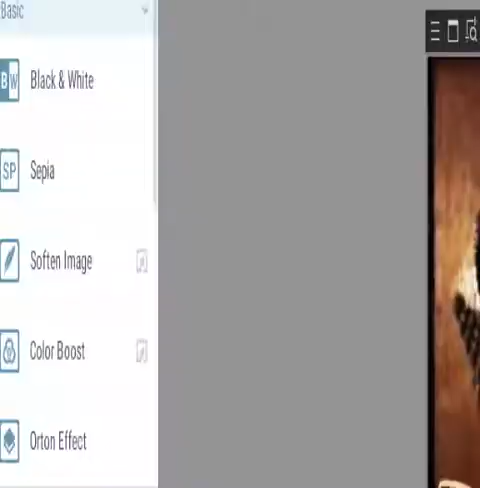 Basic
BW Black & White
SP Sepia
Soften Image
Color Boost
Orton Effect